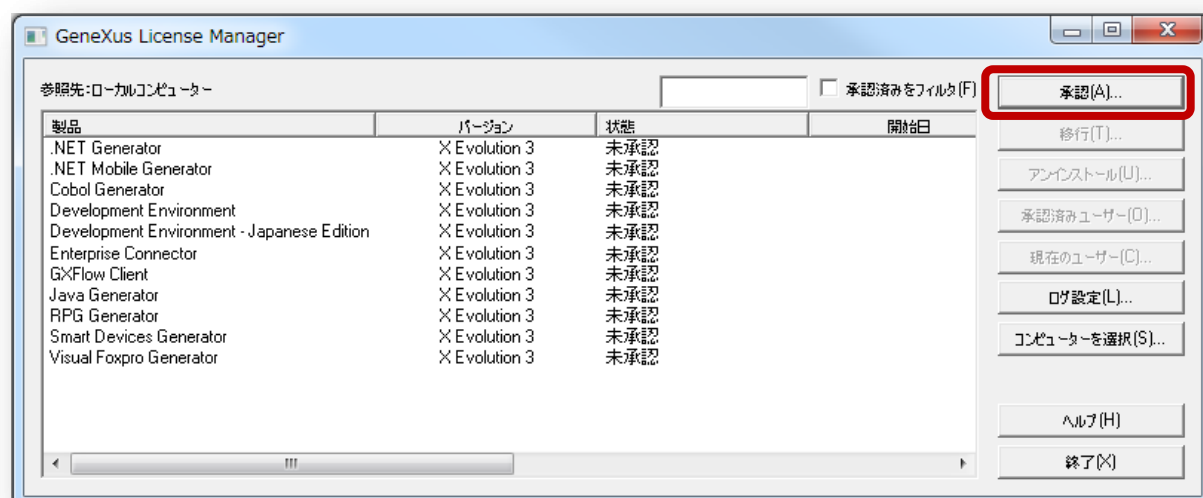 GeneXus License Manager
参照先:ローカルコンピューター
承認済みをフィルタ(F)
承認(A)...
製品 バージョン 状態 開始日
.NET Generator X Evolution 3 未承認
.NET Mobile Generator X Evolution 3 未承認
Cobol Generator X Evolution 3 未承認
Development Environment X Evolution 3 未承認
Development Environment - Japanese Edition X Evolution 3 未承認
Enterprise Connector X Evolution 3 未承認
GXFlow Client X Evolution 3 未承認
Java Generator X Evolution 3 未承認
RPG Generator X Evolution 3 未承認
Smart Devices Generator X Evolution 3 未承認
Visual Foxpro Generator X Evolution 3 未承認
移行(T)...
アンインストール(U)...
承認済みユーザー(O)...
現在のユーザー(C)...
ログ設定(L)...
コンピューターを選択(S)...
ヘルプ(H)
終了(X)